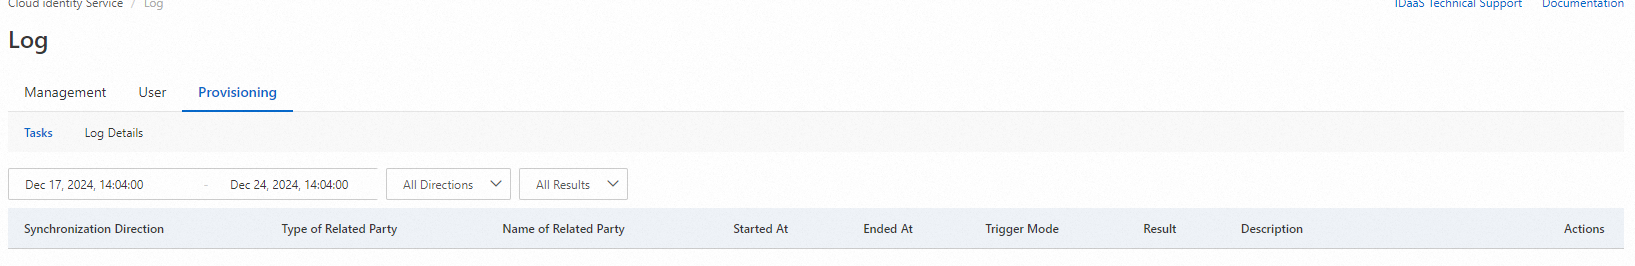 Cloud identity Service / Log IDaaS Technical Support Documentation
Log
Management User Provisioning
Tasks Log Details
Dec 17, 2024, 14:04:00 - Dec 24, 2024, 14:04:00 All Directions All Results
Synchronization Direction Type of Related Party Name of Related Party Started At Ended At Trigger Mode Result Description Actions